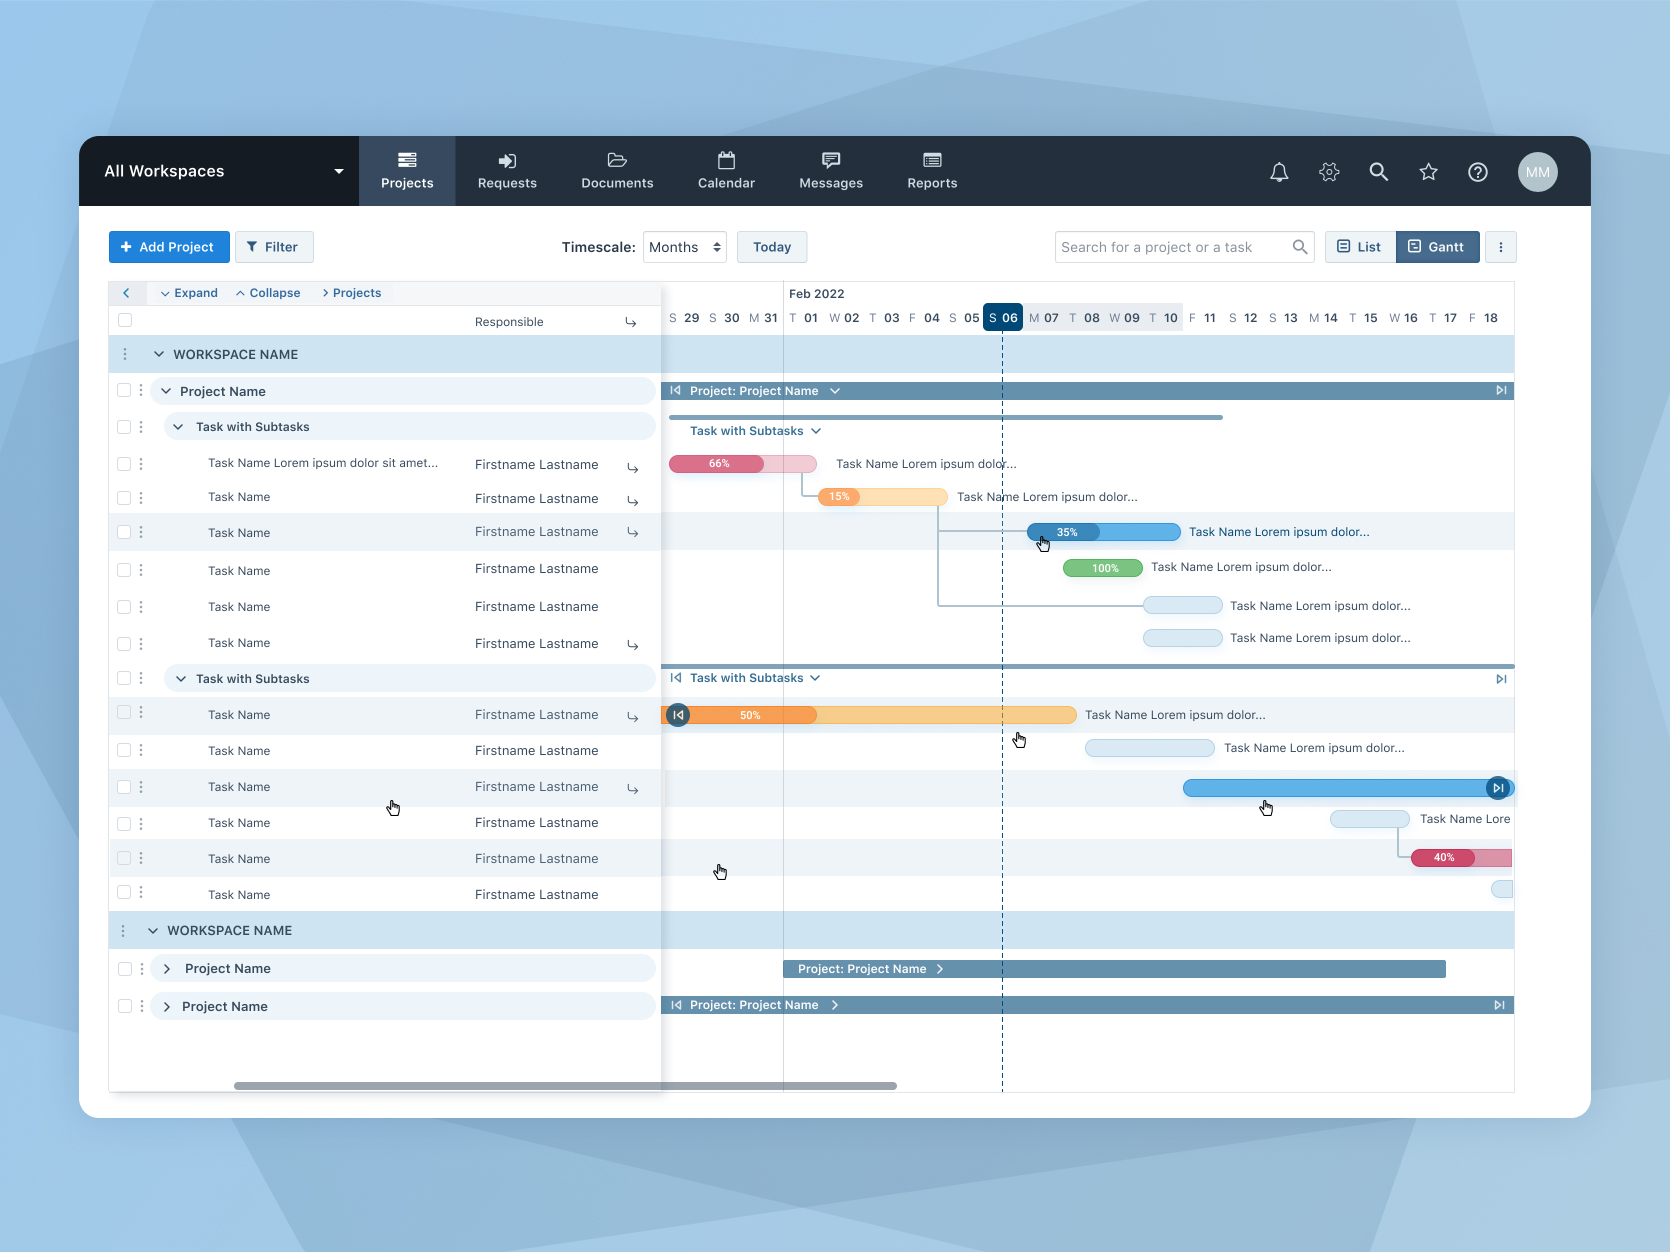 All Workspaces
Projects
Requests
Documents
Calendar
Messages
Reports
MM
+ Add Project
Filter
Timescale: Months
Today
Search for a project or a task
List
Gantt
Expand Collapse Projects
Feb 2022
Responsible
S 29 S 30 M 31 T 01 W 02 T 03 F 04 S 05 S 06 M 07 T 08 W 09 T 10 F 11 S 12 S 13 M 14 T 15 W 16 T 17 F 18
WORKSPACE NAME
Project Name
Project: Project Name
Task with Subtasks
Task with Subtasks
Task Name Lorem ipsum dolor sit amet... Firstname Lastname 66% Task Name Lorem ipsum dolor...
Task Name Firstname Lastname 15% Task Name Lorem ipsum dolor...
Task Name Firstname Lastname 35% Task Name Lorem ipsum dolor...
Task Name Firstname Lastname 100% Task Name Lorem ipsum dolor...
Task Name Firstname Lastname Task Name Lorem ipsum dolor...
Task Name Firstname Lastname Task Name Lorem ipsum dolor...
Task with Subtasks
Task with Subtasks
Task Name Firstname Lastname 50% Task Name Lorem ipsum dolor...
Task Name Firstname Lastname Task Name Lorem ipsum dolor...
Task Name Firstname Lastname
Task Name Firstname Lastname Task Name Lore
Task Name Firstname Lastname 40%
Task Name Firstname Lastname
WORKSPACE NAME
Project Name
Project: Project Name
Project Name
Project: Project Name